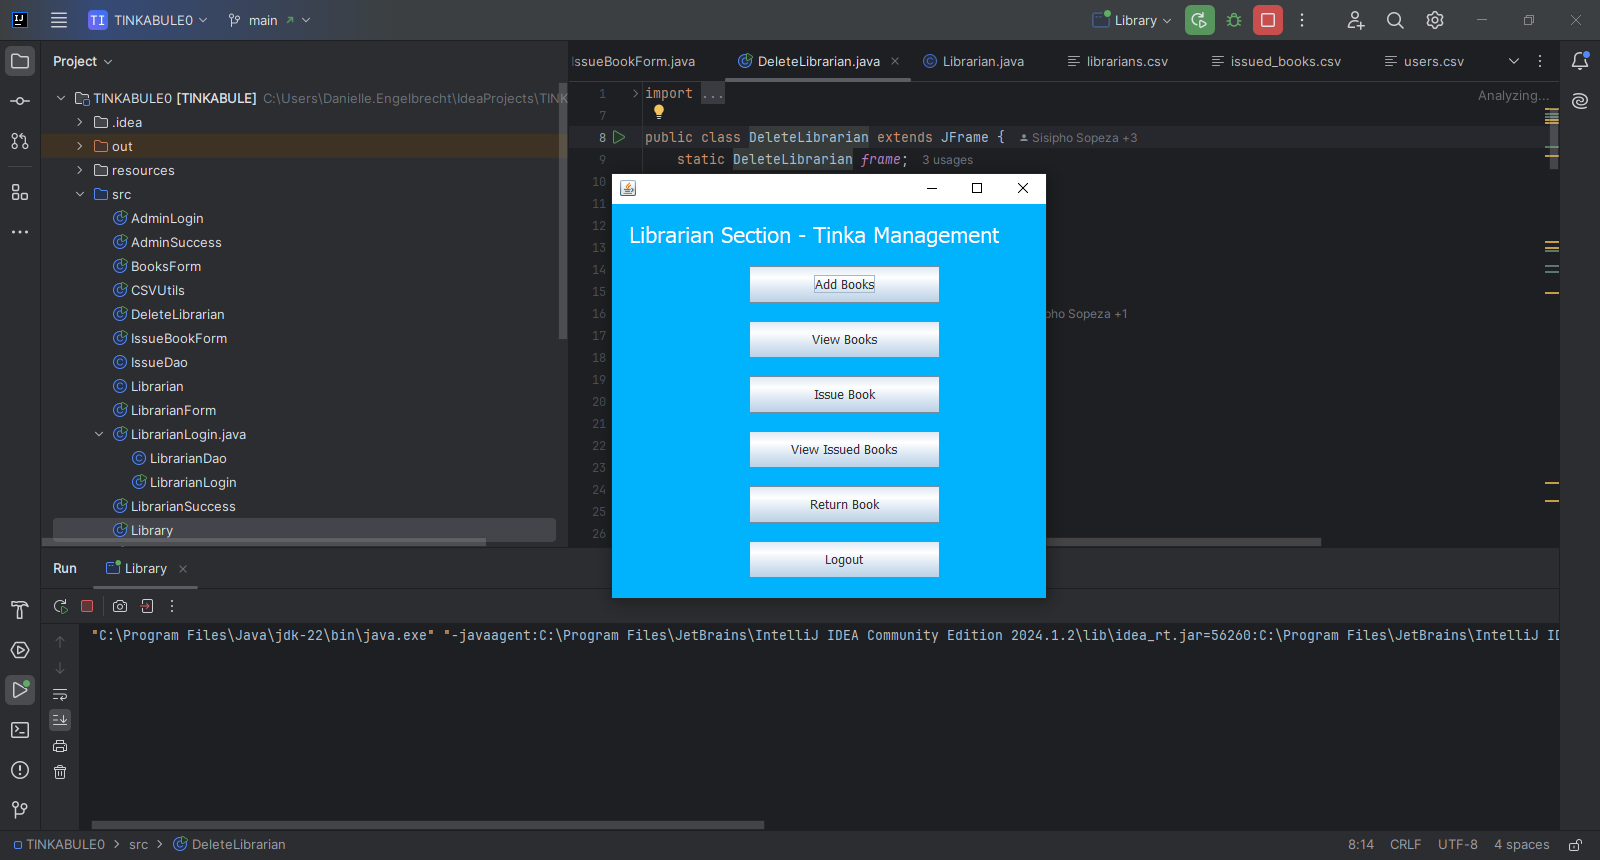 TI TINKABULE0 main Library
Project
TINKABULE0 [TINKABULE] C:\Users\Danielle.Engelbrecht\IdeaProjects\TINK
.idea
out
resources
src
AdminLogin
AdminSuccess
BooksForm
CSVUtils
DeleteLibrarian
IssueBookForm
IssueDao
Librarian
LibrarianForm
LibrarianLogin.java
LibrarianDao
LibrarianLogin
LibrarianSuccess
Library
IssueBookForm.java DeleteLibrarian.java Librarian.java librarians.csv issued_books.csv users.csv
1 import ... Analyzing...
7
8 public class DeleteLibrarian extends JFrame { Sisipho Sopeza +3
9 static DeleteLibrarian frame; 3 usages
10
11
12
13
14
15
16 ipho Sopeza +1
17
18
19
20
21
22
23
24
25
26
Librarian Section - Tinka Management
Add Books
View Books
Issue Book
View Issued Books
Return Book
Logout
Run Library
"C:\Program Files\Java\jdk-22\bin\java.exe" "-javaagent:C:\Program Files\JetBrains\IntelliJ IDEA Community Edition 2024.1.2\lib\idea_rt.jar=56260:C:\Program Files\JetBrains\IntelliJ ID
TINKABULE0 > src > DeleteLibrarian 8:14 CRLF UTF-8 4 spaces